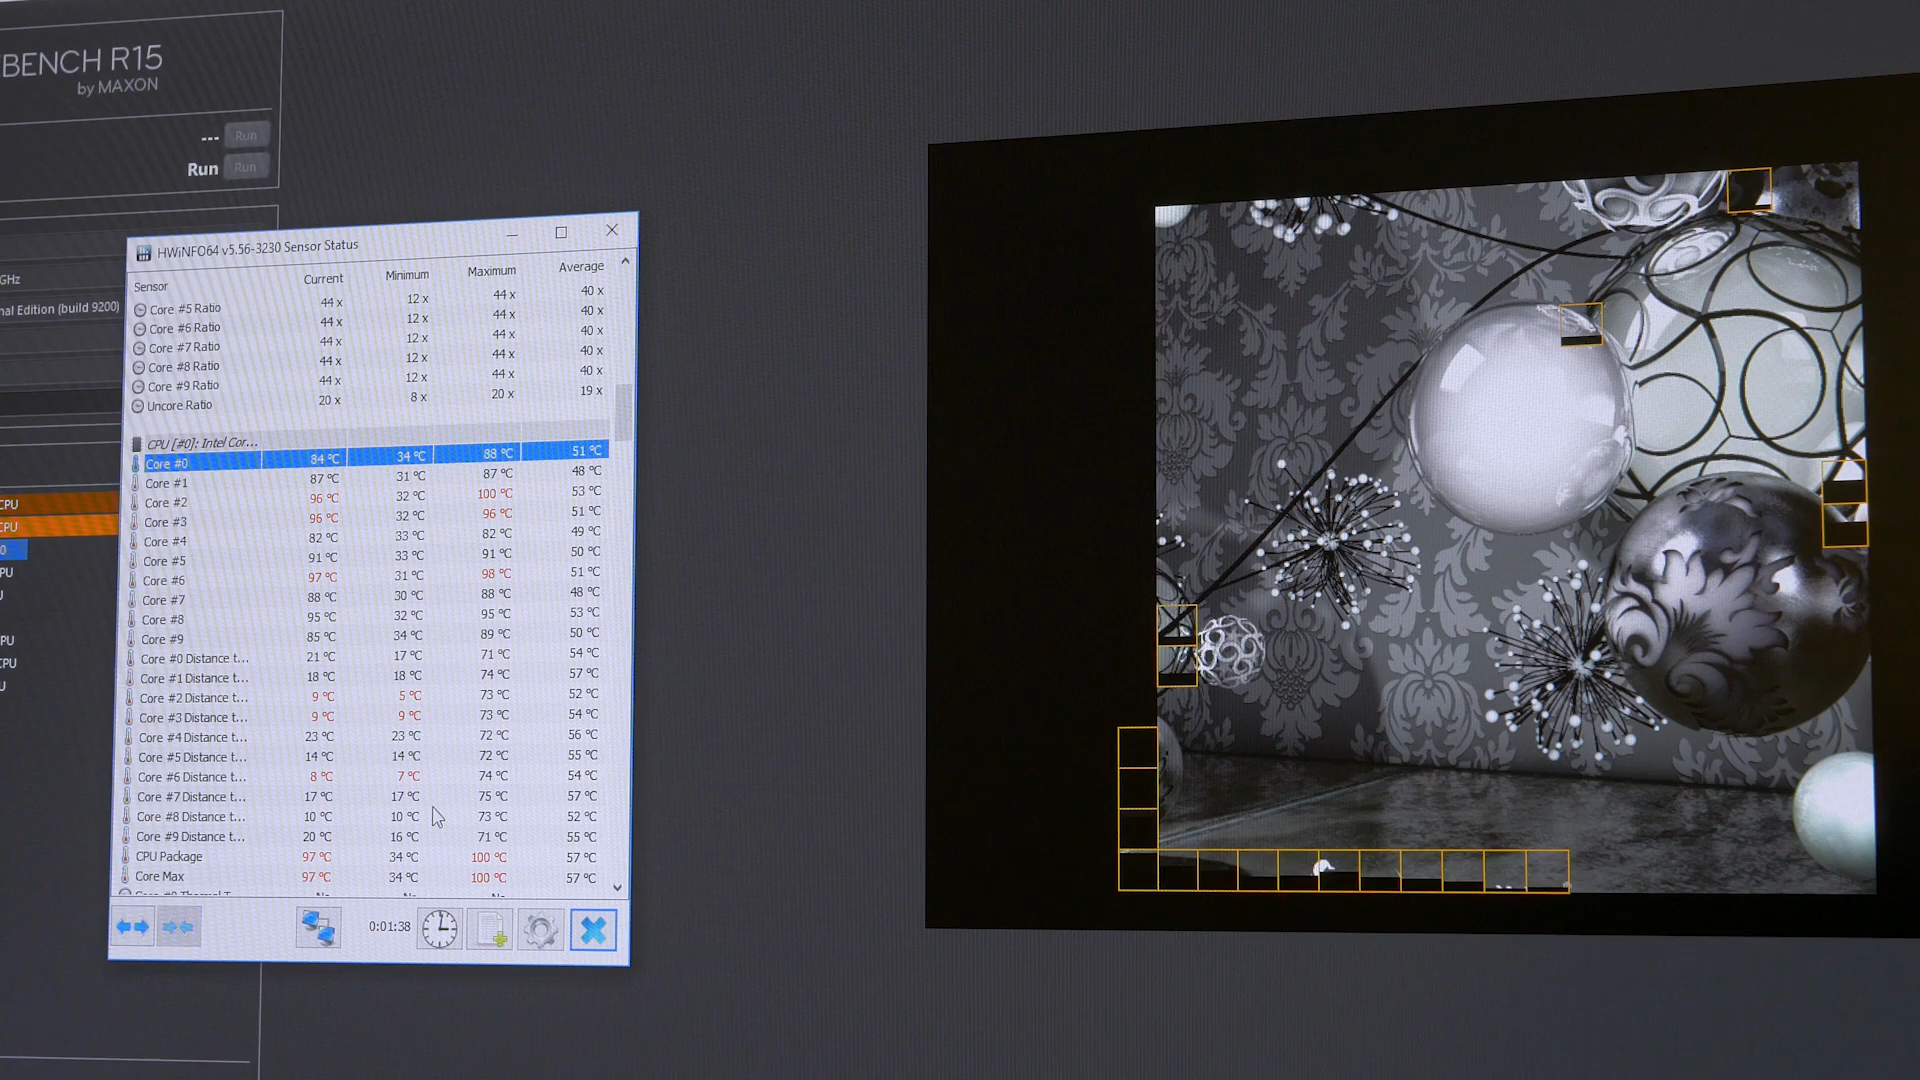 BENCH R15
by MAXON
--- Run
Run Run
GHz
nal Edition (build 9200)
CPU
CPU
0
PU
U
PU
CPU
U
HWiNFO64 v5.56-3230 Sensor Status
Sensor Current Minimum Maximum Average
Core #5 Ratio 44 x 12 x 44 x 40 x
Core #6 Ratio 44 x 12 x 44 x 40 x
Core #7 Ratio 44 x 12 x 44 x 40 x
Core #8 Ratio 44 x 12 x 44 x 40 x
Core #9 Ratio 44 x 12 x 44 x 40 x
Uncore Ratio 20 x 8 x 20 x 19 x
CPU [#0]: Intel Cor...
Core #0 84 °C 34 °C 88 °C 51 °C
Core #1 87 °C 31 °C 87 °C 48 °C
Core #2 96 °C 32 °C 100 °C 53 °C
Core #3 96 °C 32 °C 96 °C 51 °C
Core #4 82 °C 33 °C 82 °C 49 °C
Core #5 91 °C 33 °C 91 °C 50 °C
Core #6 97 °C 31 °C 98 °C 51 °C
Core #7 88 °C 30 °C 88 °C 48 °C
Core #8 95 °C 32 °C 95 °C 53 °C
Core #9 85 °C 34 °C 89 °C 50 °C
Core #0 Distance t... 21 °C 17 °C 71 °C 54 °C
Core #1 Distance t... 18 °C 18 °C 74 °C 57 °C
Core #2 Distance t... 9 °C 5 °C 73 °C 52 °C
Core #3 Distance t... 9 °C 9 °C 73 °C 54 °C
Core #4 Distance t... 23 °C 23 °C 72 °C 56 °C
Core #5 Distance t... 14 °C 14 °C 72 °C 55 °C
Core #6 Distance t... 8 °C 7 °C 74 °C 54 °C
Core #7 Distance t... 17 °C 17 °C 75 °C 57 °C
Core #8 Distance t... 10 °C 10 °C 73 °C 52 °C
Core #9 Distance t... 20 °C 16 °C 71 °C 55 °C
CPU Package 97 °C 34 °C 100 °C 57 °C
Core Max 97 °C 34 °C 100 °C 57 °C
0:01:38